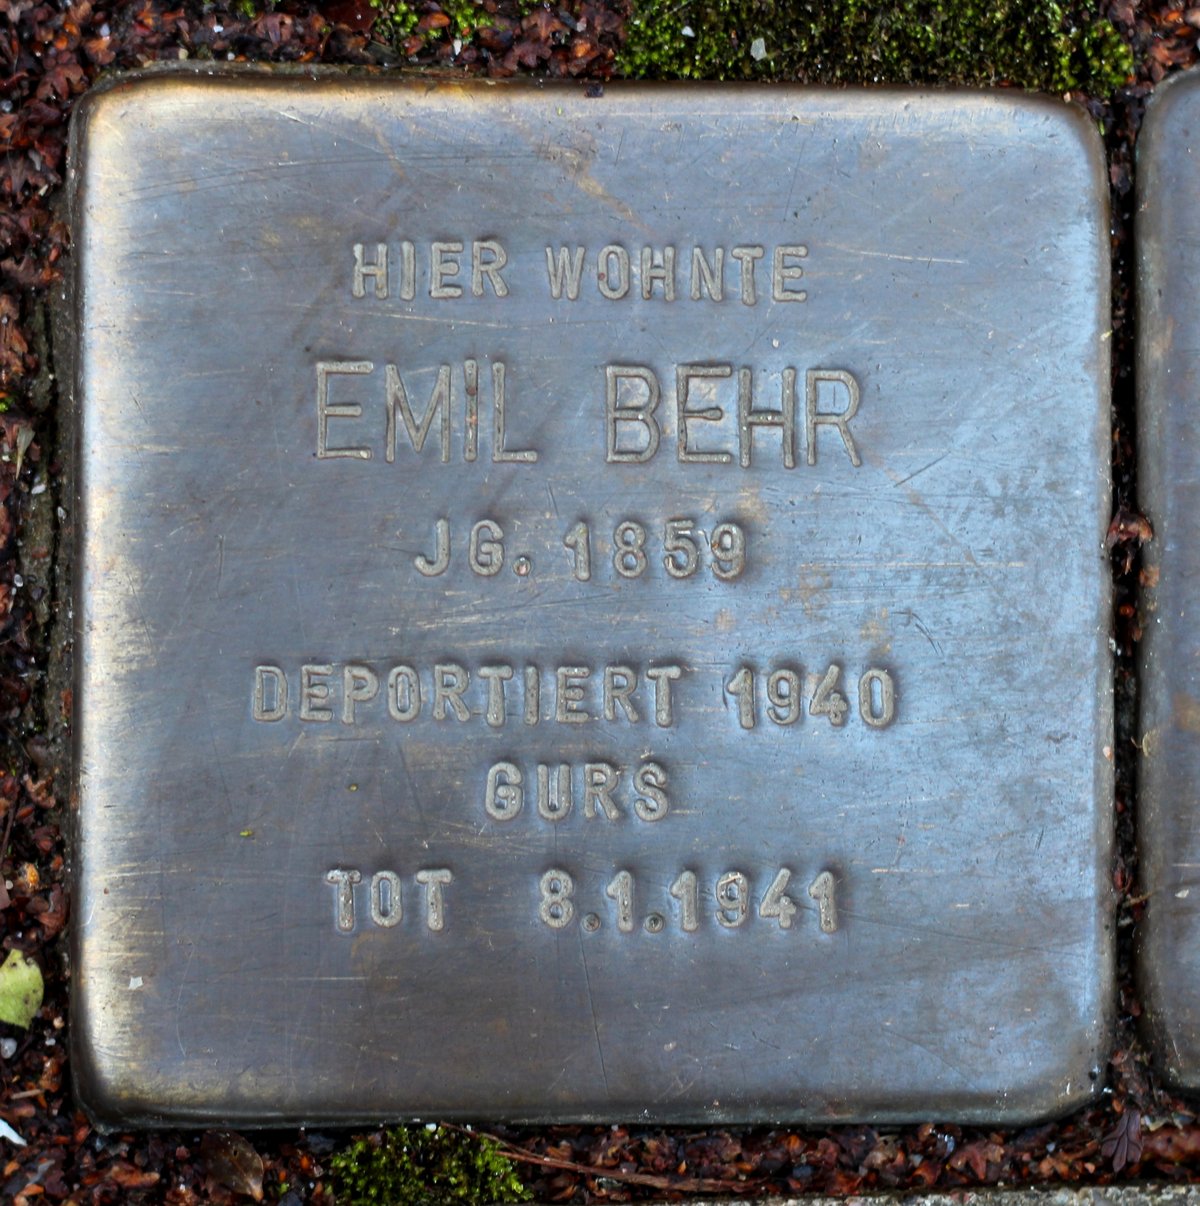 HIER WOHNTE
EMIL BEHR
JG. 1859
DEPORTIERT 1940
GURS
TOT 8.1.1941